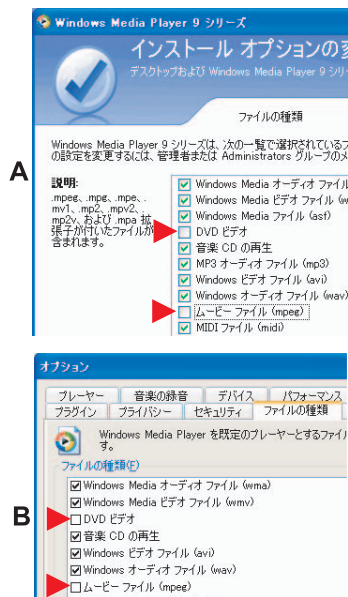 Windows Media Player 9 シリーズ
インストール オプションの変
デスクトップおよび Windows Media Player 9 シリ
ファイルの種類
Windows Media Player 9 シリーズは、次の一覧で選択されているフ
の設定を変更するには、管理者または Administrators グループのメ
A
説明:
.mpeg、.mpg、.mpe、.
mv1、.mp2、.mpv2、.
mp2v、および .mpa 拡
張子が付いたファイルが
含まれます。
Windows Media オーディオ ファイル
Windows Media ビデオ ファイル (w
Windows Media ファイル (asf)
DVD ビデオ
音楽 CD の再生
MP3 オーディオ ファイル (mp3)
Windows ビデオ ファイル (avi)
Windows オーディオ ファイル (wav)
ムービー ファイル (mpeg)
MIDI ファイル (midi)
オプション
プレーヤー 音楽の録音 デバイス パフォーマンス
プラグイン プライバシー セキュリティ ファイルの種類
Windows Media Player を既定のプレーヤーとするファイル
す。
ファイルの種類(F)
B
Windows Media オーディオ ファイル (wma)
Windows Media ビデオ ファイル (wmv)
DVD ビデオ
音楽 CD の再生
Windows ビデオ ファイル (avi)
Windows オーディオ ファイル (wav)
ムービー ファイル (mpeg)